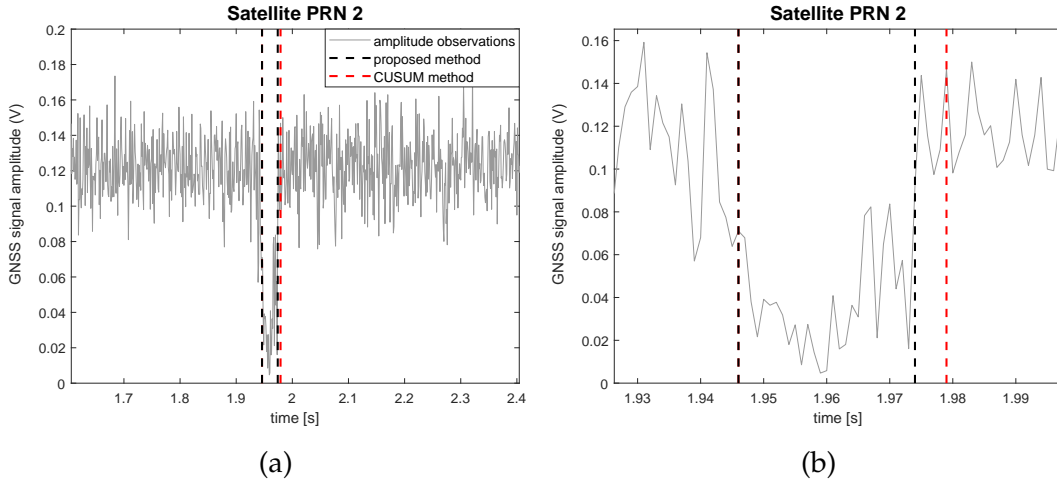 Satellite PRN 2
0.2
0.18
0.16
0.14
0.12
0.1
0.08
0.06
0.04
0.02
0
GNSS signal amplitude (V)
amplitude observations
proposed method
CUSUM method
1.7 1.8 1.9 2 2.1 2.2 2.3 2.4
time [s]
(a)
Satellite PRN 2
0.16
0.14
0.12
0.1
0.08
0.06
0.04
0.02
0
GNSS signal amplitude (V)
1.93 1.94 1.95 1.96 1.97 1.98 1.99
time [s]
(b)